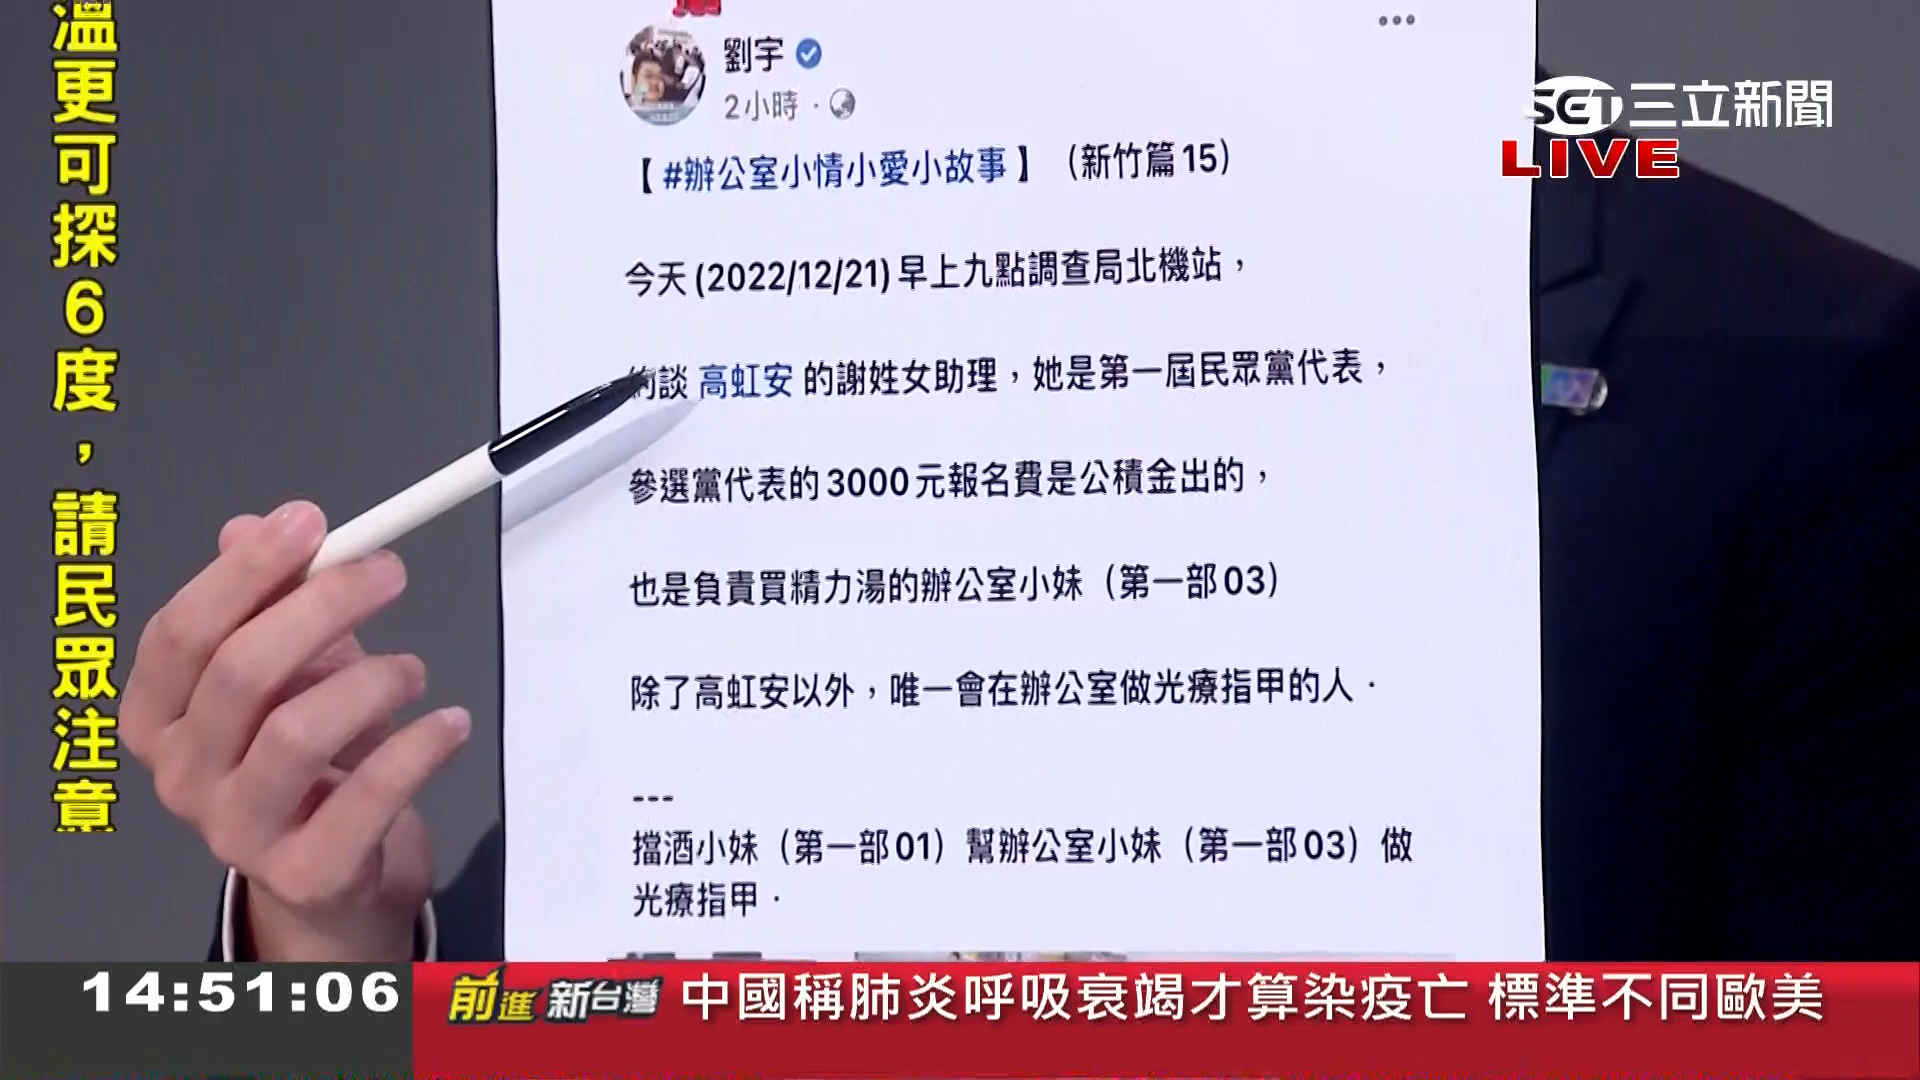 溫更可探6度，請民眾注意
劉宇
2小時 ·
【#辦公室小情小愛小故事】（新竹篇15）
今天(2022/12/21)早上九點調查局北機站，
約談 高虹安 的謝姓女助理，她是第一屆民眾黨代表，
參選黨代表的3000元報名費是公積金出的，
也是負責買精力湯的辦公室小妹（第一部03）
除了高虹安以外，唯一會在辦公室做光療指甲的人．
---
擋酒小妹（第一部01）幫辦公室小妹（第一部03）做
光療指甲．
SET三立新聞
LIVE
14:51:06
前進新台灣
中國稱肺炎呼吸衰竭才算染疫亡 標準不同歐美